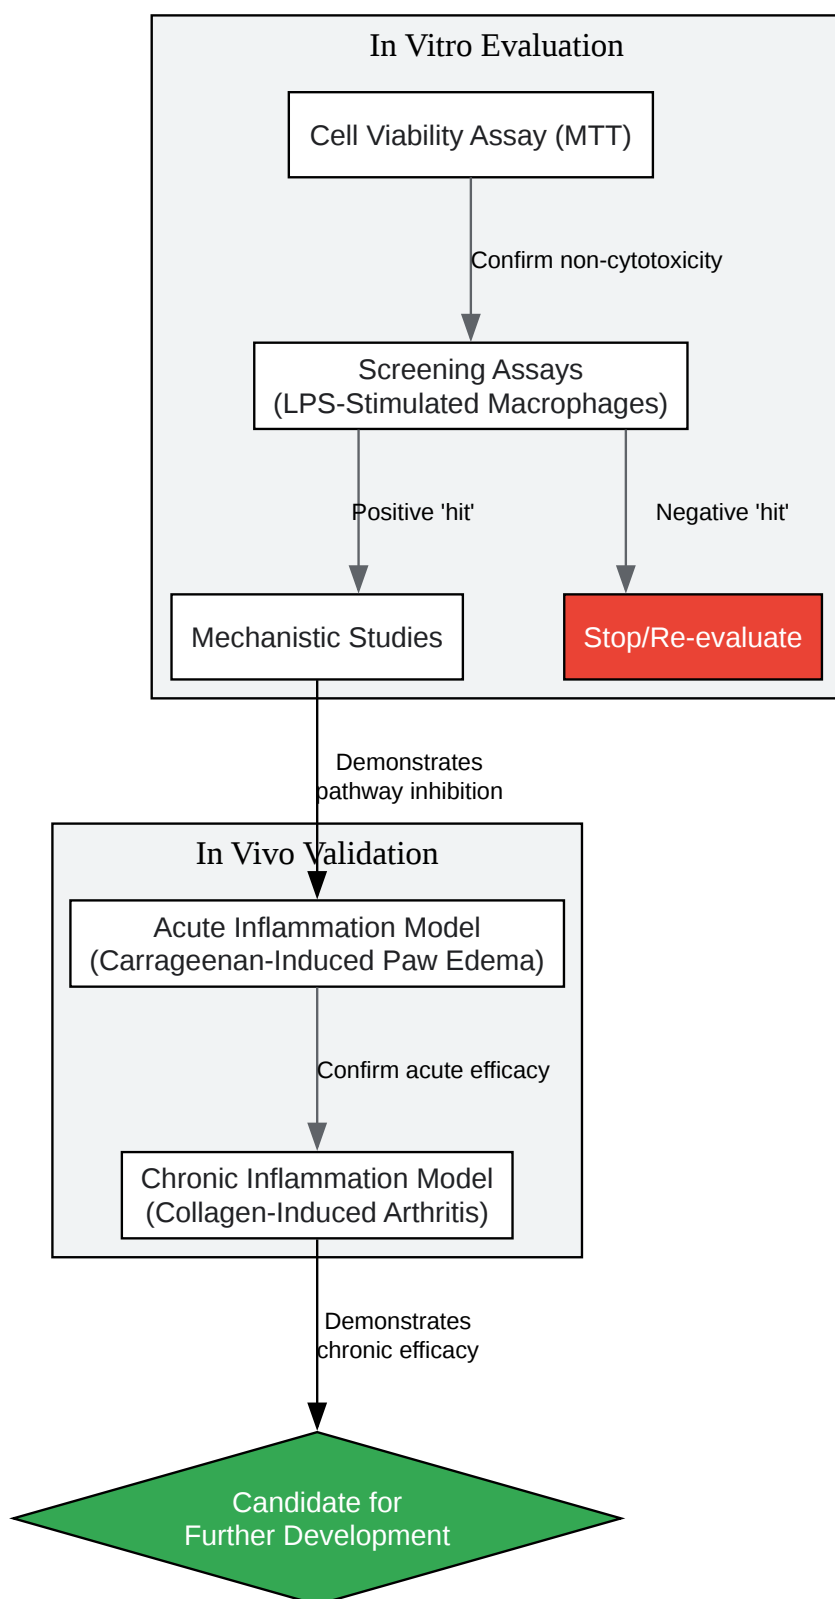 In Vitro Evaluation
Cell Viability Assay (MTT)
Confirm non-cytotoxicity
Screening Assays
(LPS-Stimulated Macrophages)
Positive 'hit'
Negative 'hit'
Mechanistic Studies
Stop/Re-evaluate
Demonstrates
pathway inhibition
In Vivo Validation
Acute Inflammation Model
(Carrageenan-Induced Paw Edema)
Confirm acute efficacy
Chronic Inflammation Model
(Collagen-Induced Arthritis)
Demonstrates
chronic efficacy
Candidate for
Further Development